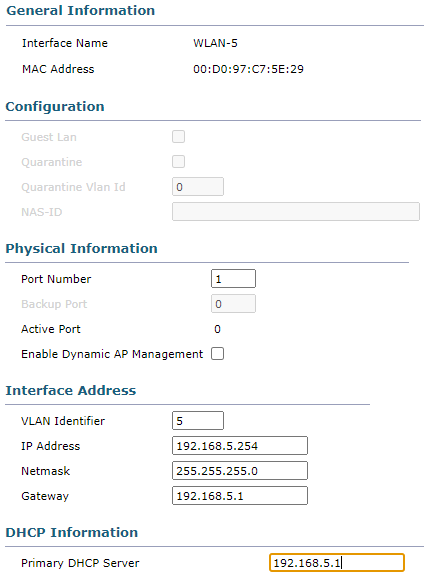 General Information
Interface Name WLAN-5
MAC Address 00:D0:97:C7:5E:29
Configuration
Guest Lan
Quarantine
Quarantine Vlan Id 0
NAS-ID
Physical Information
Port Number 1
Backup Port 0
Active Port 0
Enable Dynamic AP Management
Interface Address
VLAN Identifier 5
IP Address 192.168.5.254
Netmask 255.255.255.0
Gateway 192.168.5.1
DHCP Information
Primary DHCP Server 192.168.5.1